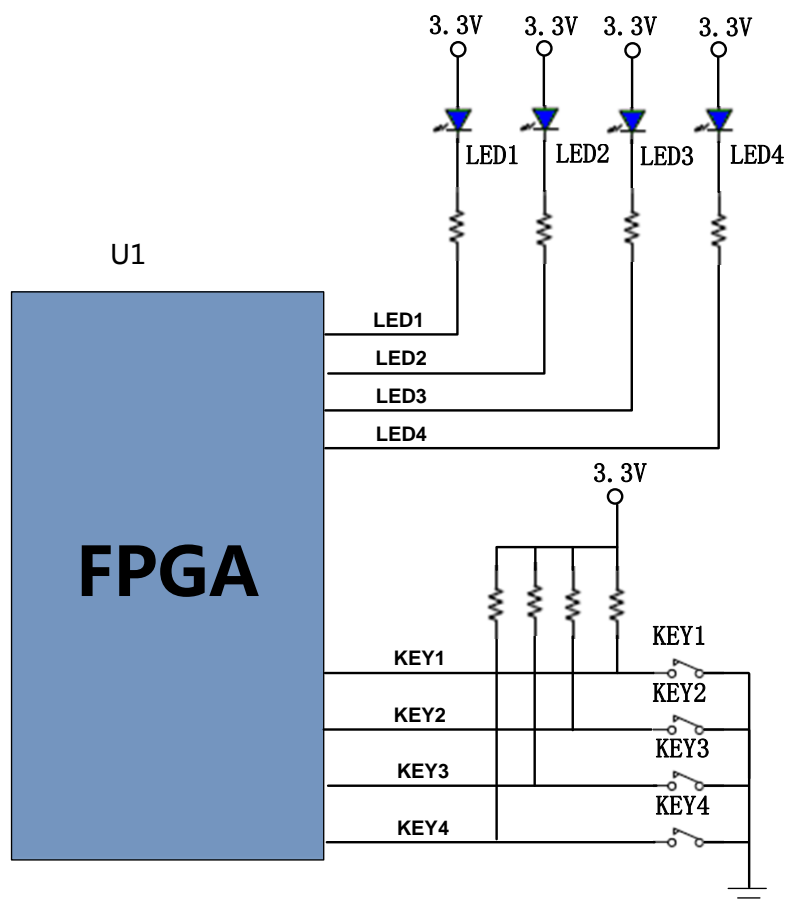 3.3V 3.3V 3.3V 3.3V
LED1 LED2 LED3 LED4
U1
LED1
LED2
LED3
LED4
3.3V
FPGA
KEY1
KEY1
KEY2
KEY2
KEY3
KEY3
KEY4
KEY4